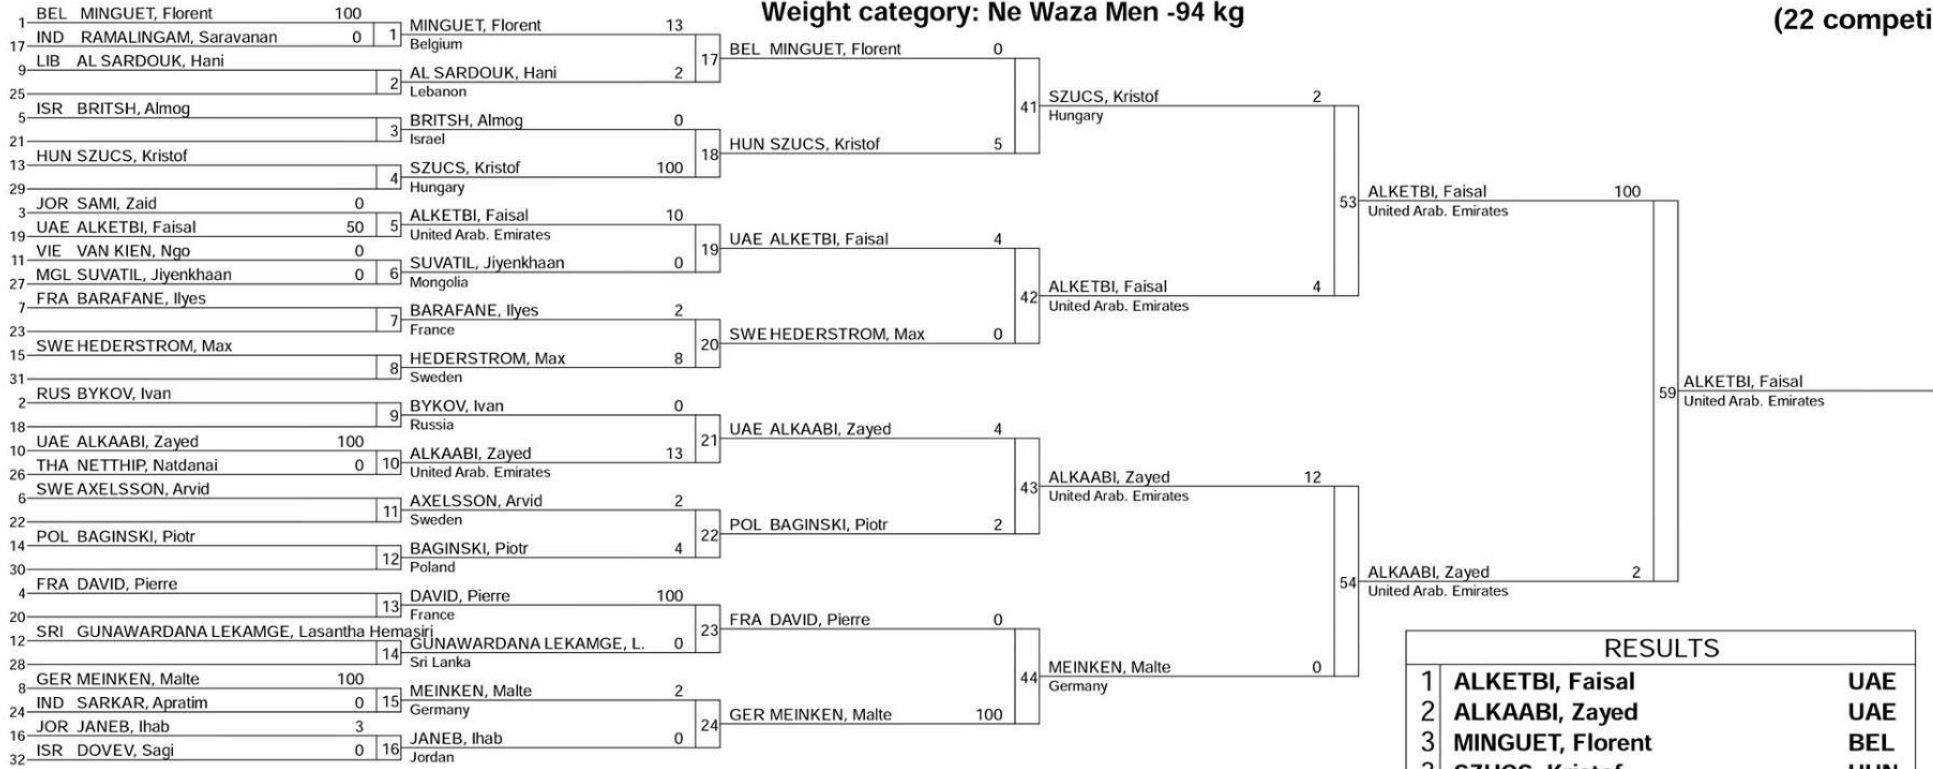 Weight category: Ne Waza Men -94 kg
(22 competi
1 BEL MINGUET, Florent 100
17 IND RAMALINGAM, Saravanan 0
1
9 LIB AL SARDOUK, Hani
25
2
5 ISR BRITSH, Almog
21
3
13 HUN SZUCS, Kristof
29
4
3 JOR SAMI, Zaid 0
19 UAE ALKETBI, Faisal 50
5
11 VIE VAN KIEN, Ngo 0
27 MGL SUVATIL, Jiyenkhaan 0
6
7 FRA BARAFANE, Ilyes
23
7
15 SWE HEDERSTROM, Max
31
8
2 RUS BYKOV, Ivan
18
9
10 UAE ALKAABI, Zayed 100
26 THA NETTHIP, Natdanai 0
10
6 SWE AXELSSON, Arvid
22
11
14 POL BAGINSKI, Piotr
30
12
4 FRA DAVID, Pierre
20
13
12 SRI GUNAWARDANA LEKAMGE, Lasantha Hemasiri
28
14
8 GER MEINKEN, Malte 100
24 IND SARKAR, Apratim 0
15
16 JOR JANEB, Ihab 3
32 ISR DOVEV, Sagi 0
16
MINGUET, Florent 13
Belgium
AL SARDOUK, Hani 2
Lebanon
17
BRITSH, Almog 0
Israel
SZUCS, Kristof 100
Hungary
18
ALKETBI, Faisal 10
United Arab. Emirates
SUVATIL, Jiyenkhaan 0
Mongolia
19
BARAFANE, Ilyes 2
France
HEDERSTROM, Max 8
Sweden
20
BYKOV, Ivan 0
Russia
ALKAABI, Zayed 13
United Arab. Emirates
21
AXELSSON, Arvid 2
Sweden
BAGINSKI, Piotr 4
Poland
22
DAVID, Pierre 100
France
GUNAWARDANA LEKAMGE, L. 0
Sri Lanka
23
MEINKEN, Malte 2
Germany
JANEB, Ihab 0
Jordan
24
BEL MINGUET, Florent 0
HUN SZUCS, Kristof 5
41
UAE ALKETBI, Faisal 4
SWE HEDERSTROM, Max 0
42
UAE ALKAABI, Zayed 4
POL BAGINSKI, Piotr 2
43
FRA DAVID, Pierre 0
GER MEINKEN, Malte 100
44
SZUCS, Kristof 2
Hungary
ALKETBI, Faisal 4
United Arab. Emirates
53
ALKAABI, Zayed 12
United Arab. Emirates
MEINKEN, Malte 0
Germany
54
ALKETBI, Faisal 100
United Arab. Emirates
ALKAABI, Zayed 2
United Arab. Emirates
59
ALKETBI, Faisal
United Arab. Emirates
RESULTS
1 ALKETBI, Faisal UAE
2 ALKAABI, Zayed UAE
3 MINGUET, Florent BEL
3 SZUCS, Kristof HUN